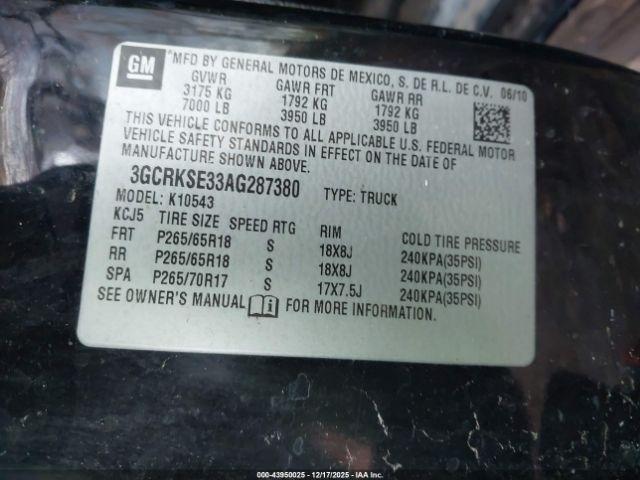 GM
*MFD BY GENERAL MOTORS DE MEXICO, S. DE R.L. DE C.V. 06/10
GVWR GAWR FRT GAWR RR
3175 KG 1792 KG 1792 KG
7000 LB 3950 LB 3950 LB
THIS VEHICLE CONFORMS TO ALL APPLICABLE U.S. FEDERAL MOTOR
VEHICLE SAFETY STANDARDS IN EFFECT ON THE DATE OF
MANUFACTURE SHOWN ABOVE.
3GCRKSE33AG287380 TYPE: TRUCK
MODEL: K10543
KCJ5 TIRE SIZE SPEED RTG RIM COLD TIRE PRESSURE
FRT P265/65R18 S 18X8J 240KPA(35PSI)
RR P265/65R18 S 18X8J 240KPA(35PSI)
SPA P265/70R17 S 17X7.5J 240KPA(35PSI)
SEE OWNER'S MANUAL FOR MORE INFORMATION.
000-43950025 - 12/17/2025 - IAAI.COM